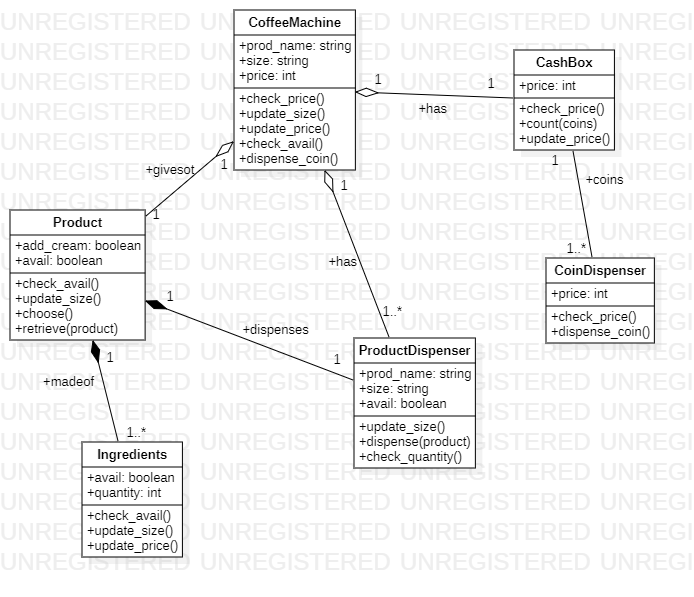 CoffeeMachine
+prod_name: string
+size: string
+price: int
+check_price()
+update_size()
+update_price()
+check_avail()
+dispense_coin()
CashBox
+price: int
+check_price()
+count(coins)
+update_price()
1
1
+has
+givesot
1
1
1
+has
1..*
1
+coins
1..*
Product
+add_cream: boolean
+avail: boolean
+check_avail()
+update_size()
+choose()
+retrieve(product)
CoinDispenser
+price: int
+check_price()
+dispense_coin()
1
+dispenses
1
ProductDispenser
+prod_name: string
+size: string
+avail: boolean
+update_size()
+dispense(product)
+check_quantity()
1
+madeof
1..*
Ingredients
+avail: boolean
+quantity: int
+check_avail()
+update_size()
+update_price()
UNREGISTERED UNREGISTERED UNREGISTERED UNREGISTERED